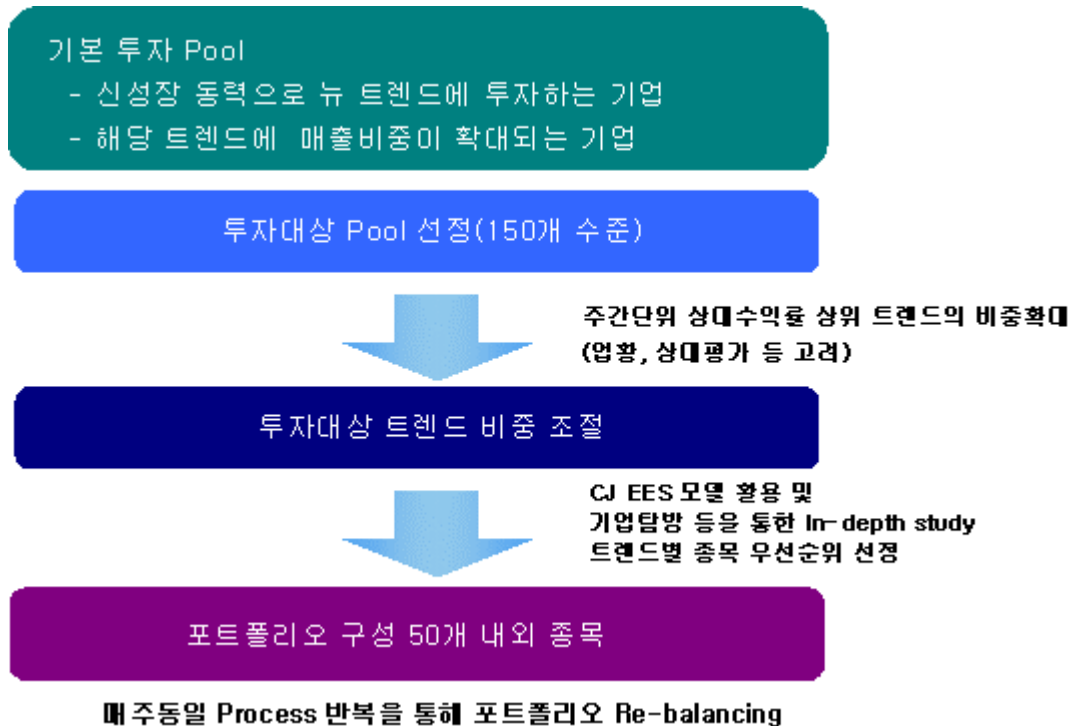 기본 투자 Pool
- 신성장 동력으로 뉴 트렌드에 투자하는 기업
- 해당 트렌드에 매출비중이 확대되는 기업
투자대상 Pool 선정(150개 수준)
주간단위 상대수익률 상위 트렌드의 비중확대
(업황, 상대평가 등 고려)
투자대상 트렌드 비중 조절
CJ EES 모델 활용 및
기업탐방 등을 통한 In-depth study
트렌드별 종목 우선순위 선정
포트폴리오 구성 50개 내외 종목
매주동일 Process 반복을 통해 포트폴리오 Re-balancing